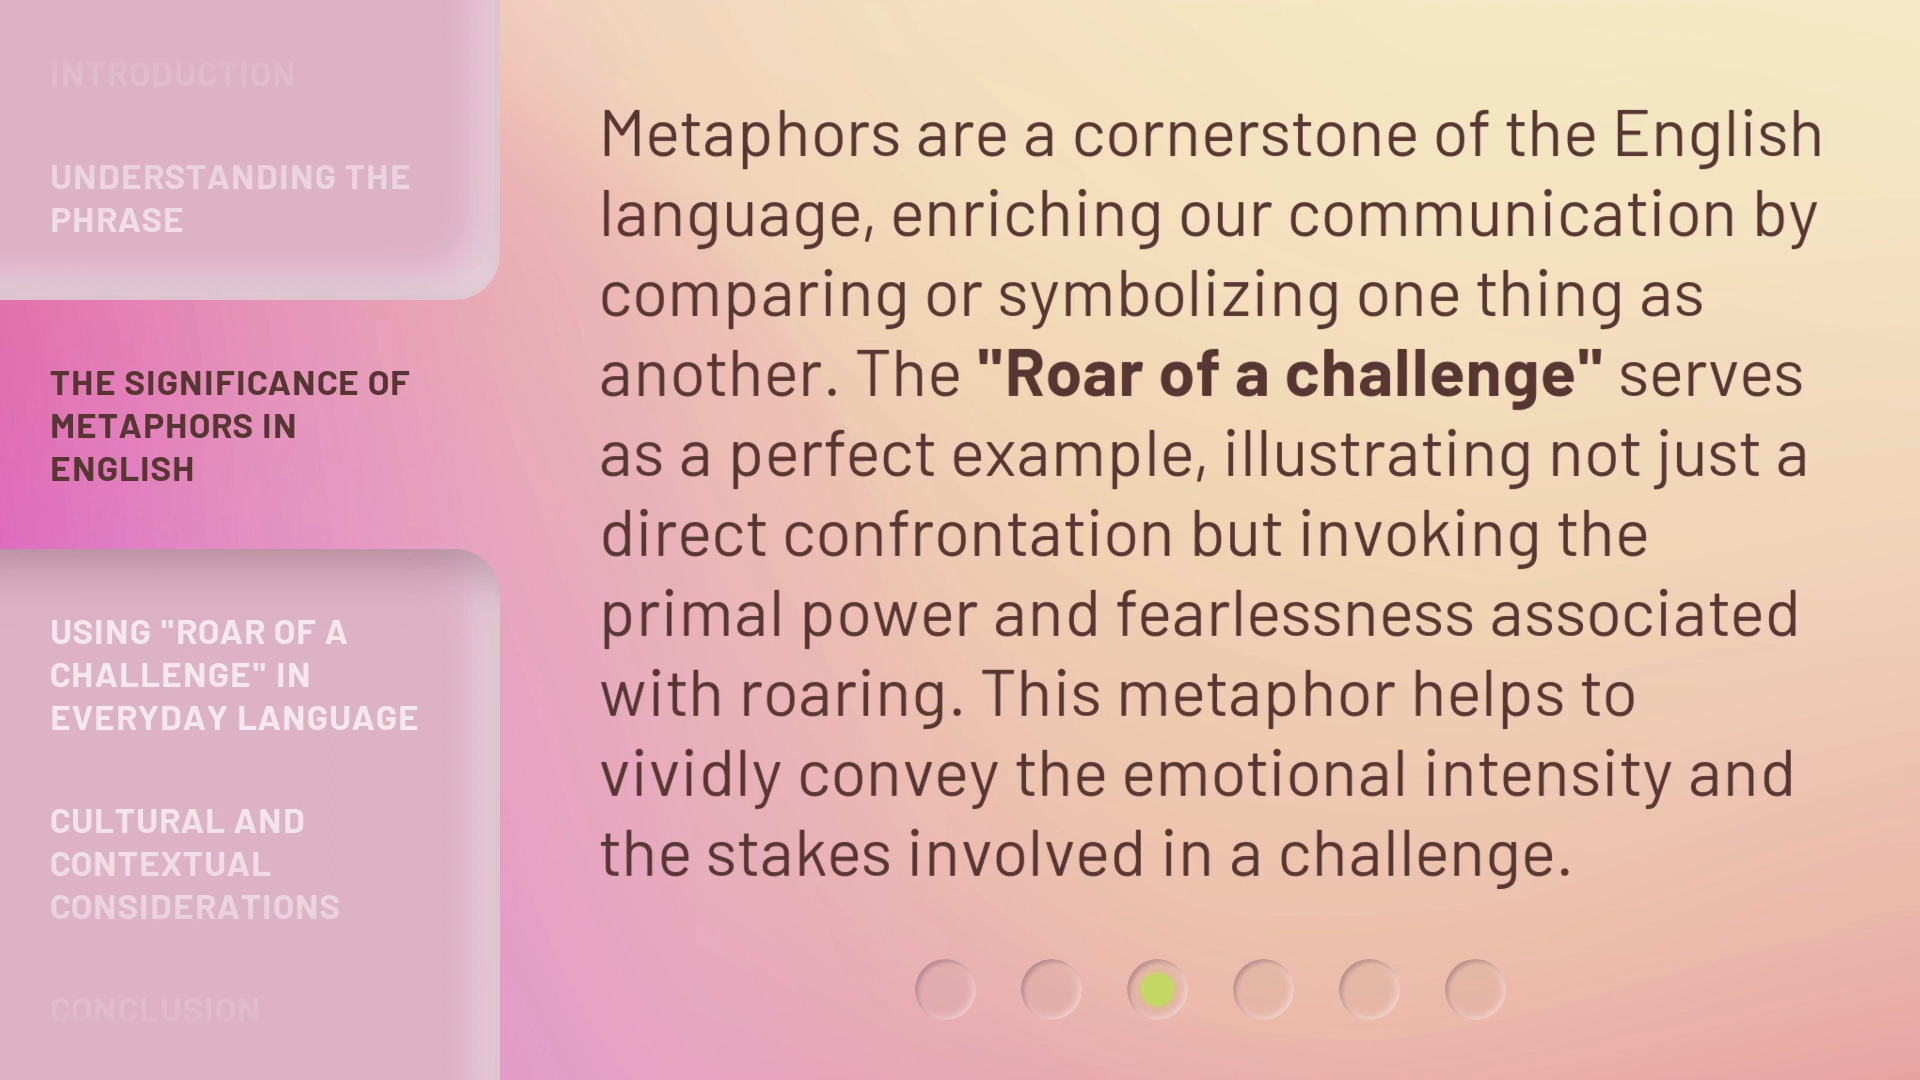 INTRODUCTION
UNDERSTANDING THE
PHRASE
THE SIGNIFICANCE OF
METAPHORS IN
ENGLISH
USING "ROAR OF A
CHALLENGE" IN
EVERYDAY LANGUAGE
CULTURAL AND
CONTEXTUAL
CONSIDERATIONS
CONCLUSION
Metaphors are a cornerstone of the English
language, enriching our communication by
comparing or symbolizing one thing as
another. The "Roar of a challenge" serves
as a perfect example, illustrating not just a
direct confrontation but invoking the
primal power and fearlessness associated
with roaring. This metaphor helps to
vividly convey the emotional intensity and
the stakes involved in a challenge.